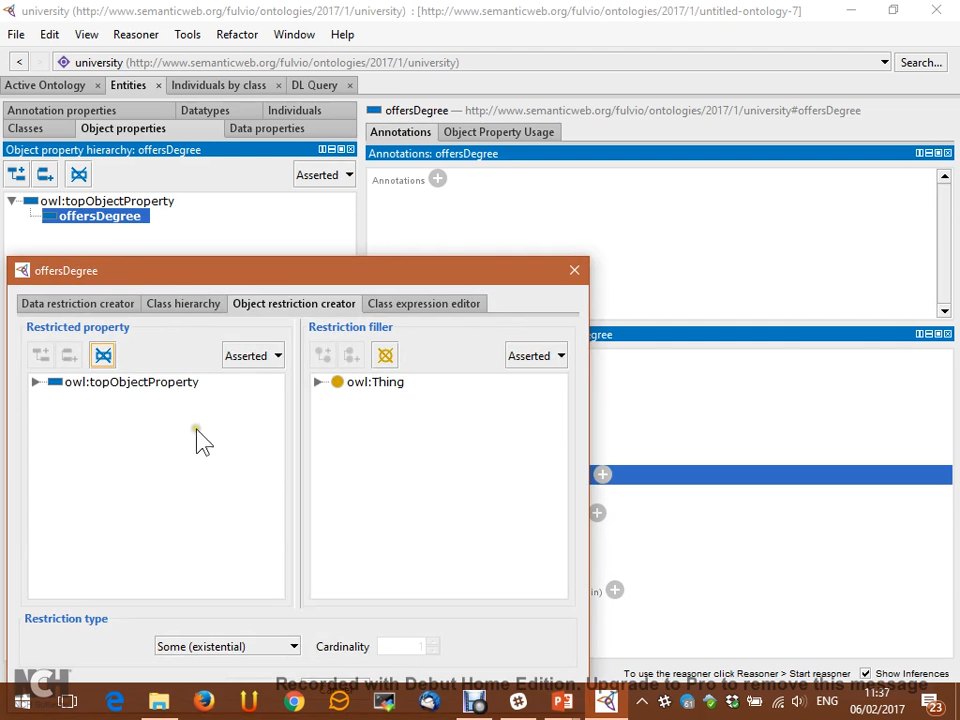 university (http://www.semanticweb.org/fulvio/ontologies/2017/1/university) : [http://www.semanticweb.org/fulvio/ontologies/2017/1/untitled-ontology-7]
File Edit View Reasoner Tools Refactor Window Help
< university (http://www.semanticweb.org/fulvio/ontologies/2017/1/university) Search...
Active Ontology × Entities × Individuals by class × DL Query ×
Annotation properties Datatypes Individuals
Classes Object properties Data properties
Object property hierarchy: offersDegree
Asserted
owl:topObjectProperty
offersDegree
offersDegree — http://www.semanticweb.org/fulvio/ontologies/2017/1/university#offersDegree
Annotations Object Property Usage
Annotations: offersDegree
Annotations
offersDegree
Data restriction creator Class hierarchy Object restriction creator Class expression editor
Restricted property Restriction filler
Asserted Asserted
owl:topObjectProperty owl:Thing
Restriction type
Some (existential) Cardinality 1
gree
in)
To use the reasoner click Reasoner > Start reasoner Show Inferences
NCH
Recorded with Debut Home Edition. Upgrade to Pro to remove this message
61 ENG 11:37
06/02/2017 23